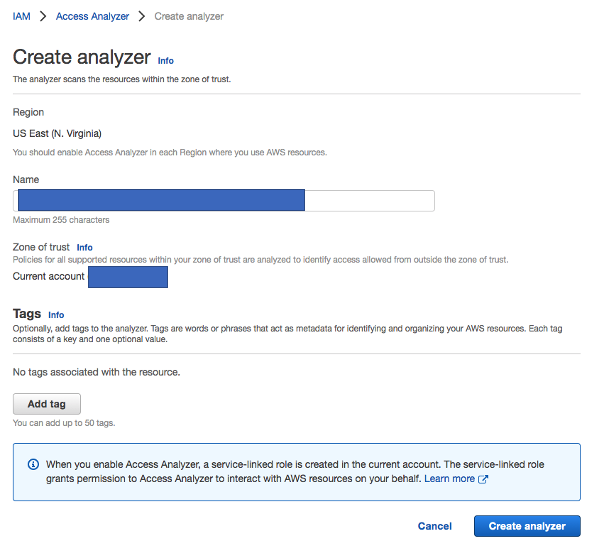 IAM > Access Analyzer > Create analyzer
Create analyzer Info
The analyzer scans the resources within the zone of trust.
Region
US East (N. Virginia)
You should enable Access Analyzer in each Region where you use AWS resources.
Name
Maximum 255 characters
Zone of trust Info
Policies for all supported resources within your zone of trust are analyzed to identify access allowed from outside the zone of trust.
Current account
Tags Info
Optionally, add tags to the analyzer. Tags are words or phrases that act as metadata for identifying and organizing your AWS resources. Each tag
consists of a key and one optional value.
No tags associated with the resource.
Add tag
You can add up to 50 tags.
When you enable Access Analyzer, a service-linked role is created in the current account. The service-linked role
grants permission to Access Analyzer to interact with AWS resources on your behalf. Learn more
Cancel Create analyzer